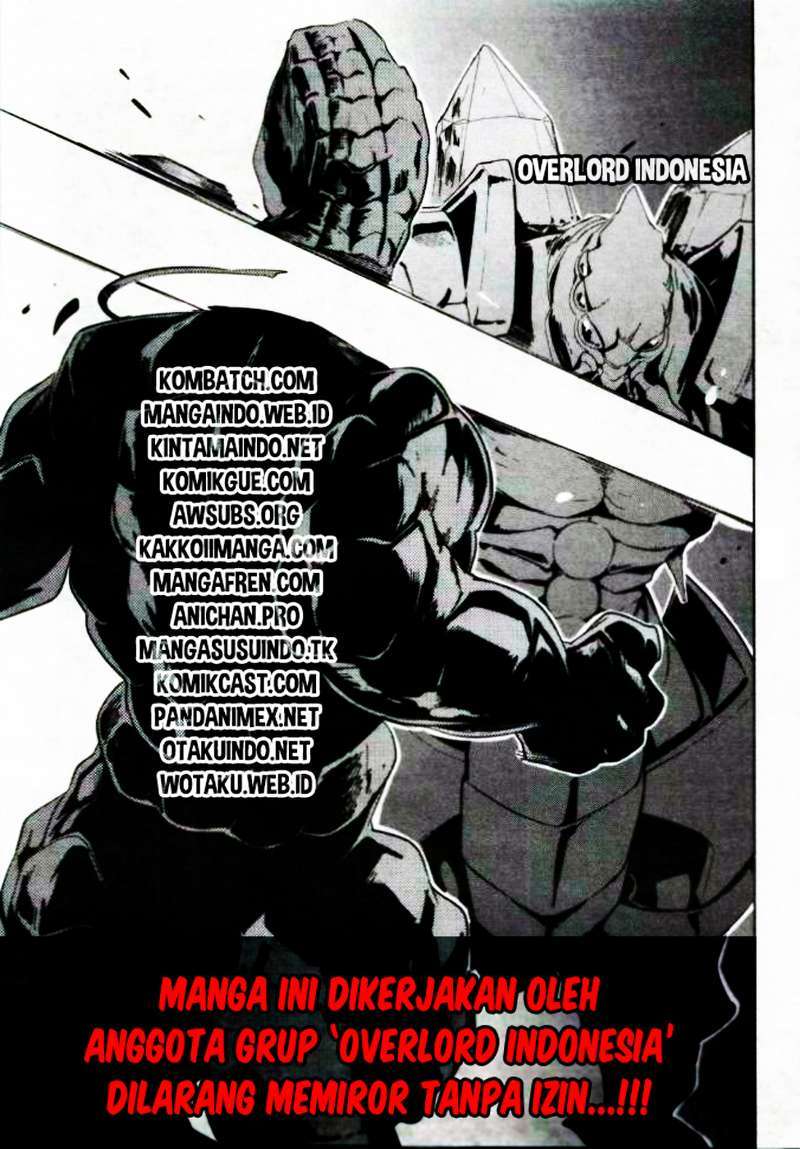 OVERLORD INDONESIA
KOMBATCH.COM
MANGAINDO.WEB.ID
KINTAMAINDO.NET
KOMIKGUE.COM
AWSUBS.ORG
KAKKOIIMANGA.COM
MANGAFREN.COM
ANICHAN.PRO
MANGASUSUINDO.TK
KOMIKCAST.COM
PANDANIMEX.NET
OTAKUINDO.NET
WOTAKU.WEB.ID
MANGA INI DIKERJAKAN OLEH
ANGGOTA GRUP 'OVERLORD INDONESIA'
DILARANG MEMIROR TANPA IZIN...!!!